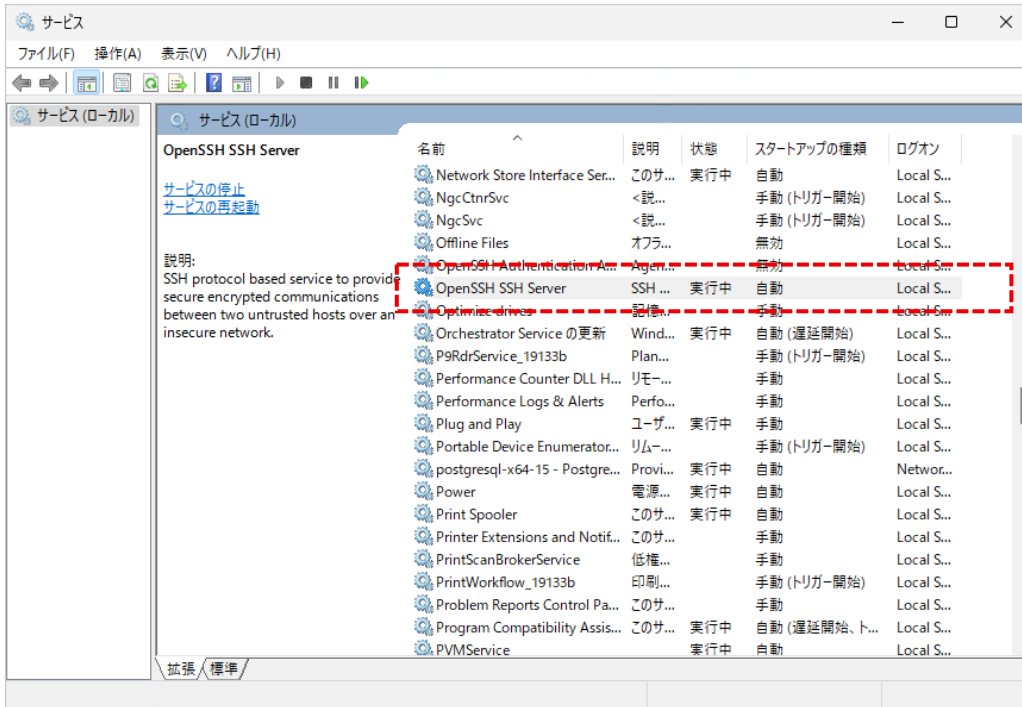 サービス
ファイル(F) 操作(A) 表示(V) ヘルプ(H)
サービス (ローカル)
サービス (ローカル)
OpenSSH SSH Server
サービスの停止
サービスの再起動
説明:
SSH protocol based service to provide
secure encrypted communications
between two untrusted hosts over an
insecure network.
名前 説明 状態 スタートアップの種類 ログオン
Network Store Interface Ser... このサ... 実行中 自動 Local S...
NgcCtnrSvc <説... 手動 (トリガー開始) Local S...
NgcSvc <説... 手動 (トリガー開始) Local S...
Offline Files オフラ... 無効 Local S...
OpenSSH Authentication A... Agen... 無効 Local S...
OpenSSH SSH Server SSH ... 実行中 自動 Local S...
Optimize drives 記憶... 手動 Local S...
Orchestrator Service の更新 Wind... 実行中 自動 (遅延開始) Local S...
P9RdrService_19133b Plan... 手動 (トリガー開始) Local S...
Performance Counter DLL H... リモー... 手動 Local S...
Performance Logs & Alerts Perfo... 手動 Local S...
Plug and Play ユーザ... 実行中 手動 Local S...
Portable Device Enumerator... リムー... 手動 (トリガー開始) Local S...
postgresql-x64-15 - Postgre... Provi... 実行中 自動 Networ...
Power 電源... 実行中 自動 Local S...
Print Spooler このサ... 実行中 自動 Local S...
Printer Extensions and Notif... このサ... 手動 Local S...
PrintScanBrokerService 低権... 手動 Local S...
PrintWorkflow_19133b 印刷... 手動 (トリガー開始) Local S...
Problem Reports Control Pa... このサ... 手動 Local S...
Program Compatibility Assis... このサ... 実行中 自動 (遅延開始、ト... Local S...
PVMService 実行中 自動 Local S...
拡張 標準